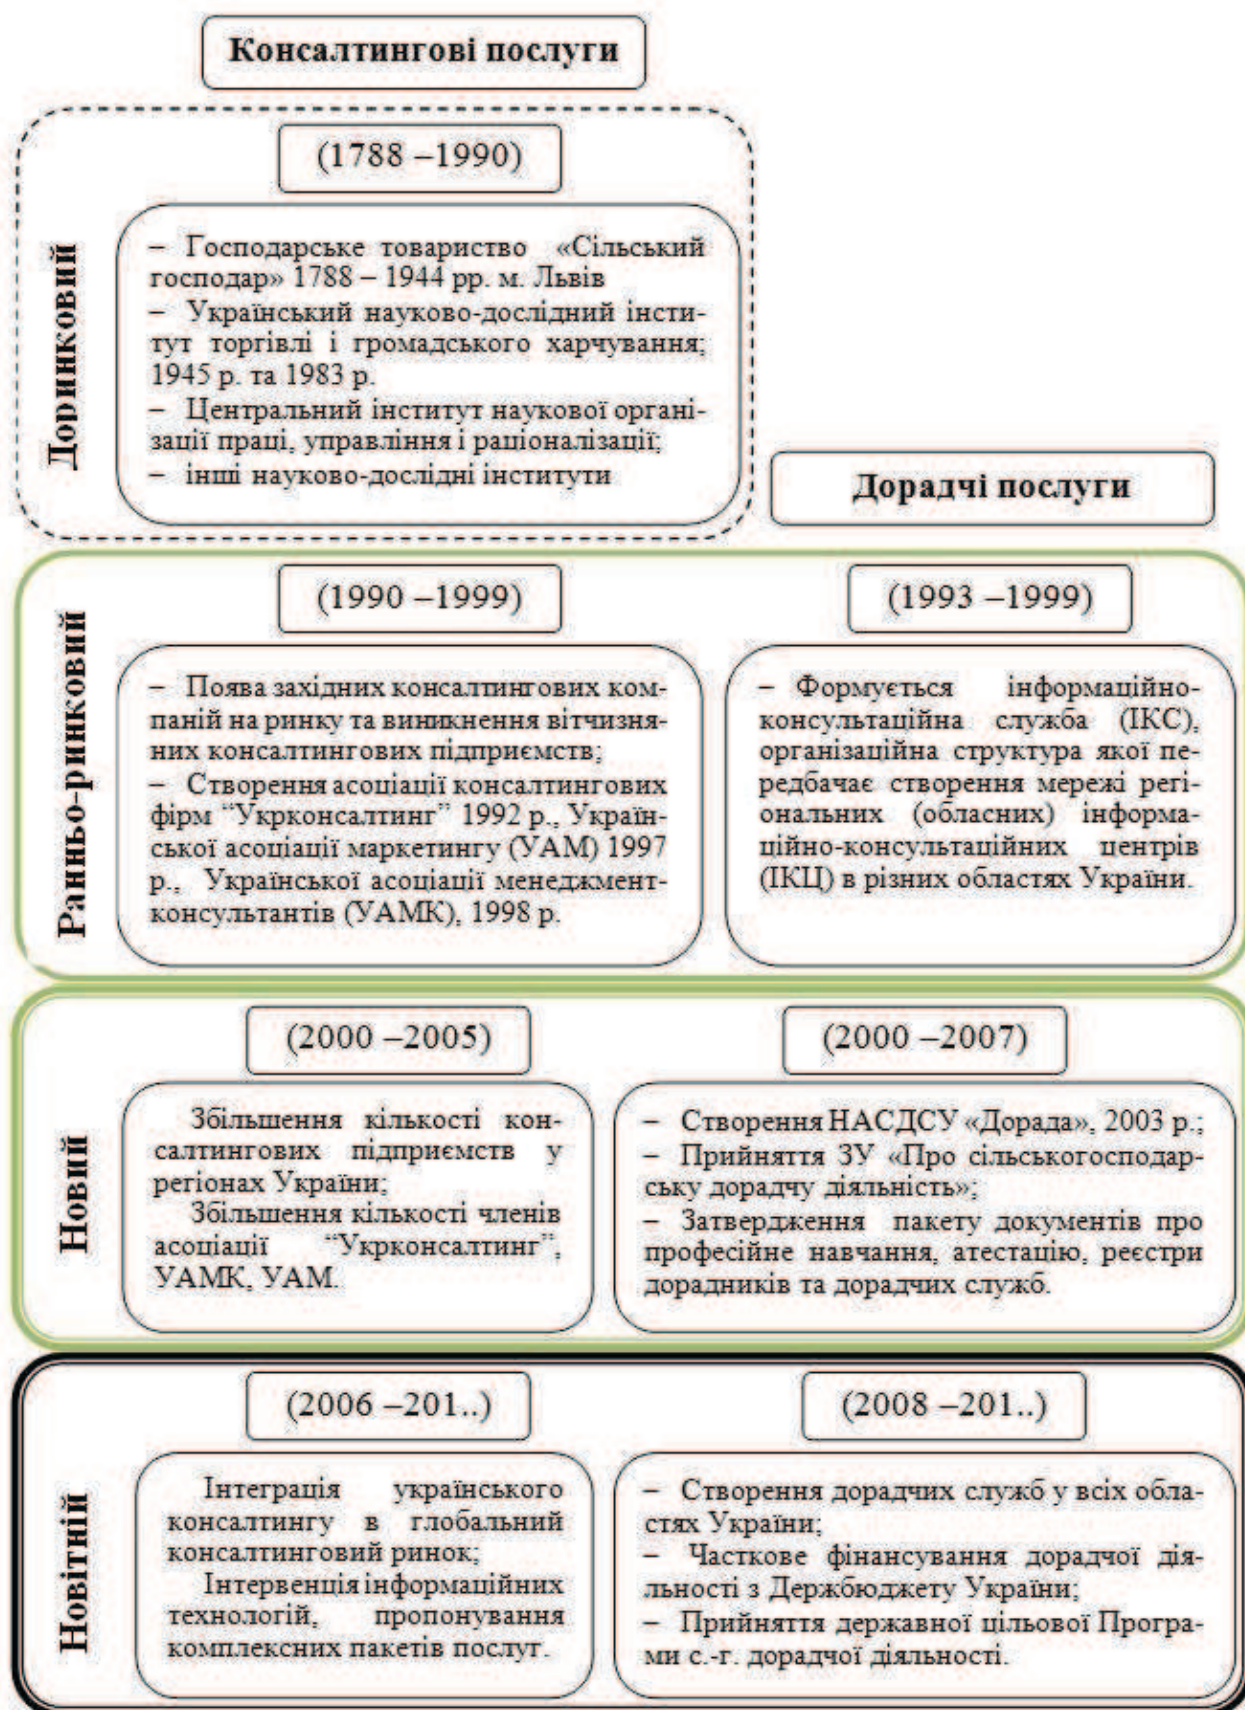 Консалтингові послуги
(1788 –1990)
Доринковий
– Господарське товариство «Сільський
господар» 1788 – 1944 рр. м. Львів
– Український науково-дослідний інсти-
тут торгівлі і громадського харчування;
1945 р. та 1983 р.
– Центральний інститут наукової органі-
зації праці, управління і раціоналізації;
– інші науково-дослідні інститути
Дорадчі послуги
Ранньо-ринковий
(1990 –1999)
– Поява західних консалтингових ком-
паній на ринку та виникнення вітчизня-
них консалтингових підприємств;
– Створення асоціації консалтингових
фірм “Укрконсалтинг” 1992 р., Україн-
ської асоціації маркетингу (УАМ) 1997
р., Української асоціації менеджмент-
консультантів (УАМК), 1998 р.
(1993 –1999)
– Формується інформаційно-
консультаційна служба (ІКС),
організаційна структура якої пе-
редбачає створення мережі регі-
ональних (обласних) інформа-
ційно-консультаційних центрів
(ІКЦ) в різних областях України.
Новий
(2000 –2005)
Збільшення кількості кон-
салтингових підприємств у
регіонах України;
Збільшення кількості членів
асоціації “Укрконсалтинг”,
УАМК, УАМ.
(2000 –2007)
– Створення НАСДСУ «Дорада», 2003 р.;
– Прийняття ЗУ «Про сільськогосподар-
ську дорадчу діяльність»;
– Затвердження пакету документів про
професійне навчання, атестацію, реєстри
дорадників та дорадчих служб.
Новітній
(2006 –201..)
Інтеграція українського
консалтингу в глобальний
консалтинговий ринок;
Інтервенція інформаційних
технологій, пропонування
комплексних пакетів послуг.
(2008 –201..)
– Створення дорадчих служб у всіх обла-
стях України;
– Часткове фінансування дорадчої дія-
льності з Держбюджету України;
– Прийняття державної цільової Програ-
ми с.-г. дорадчої діяльності.